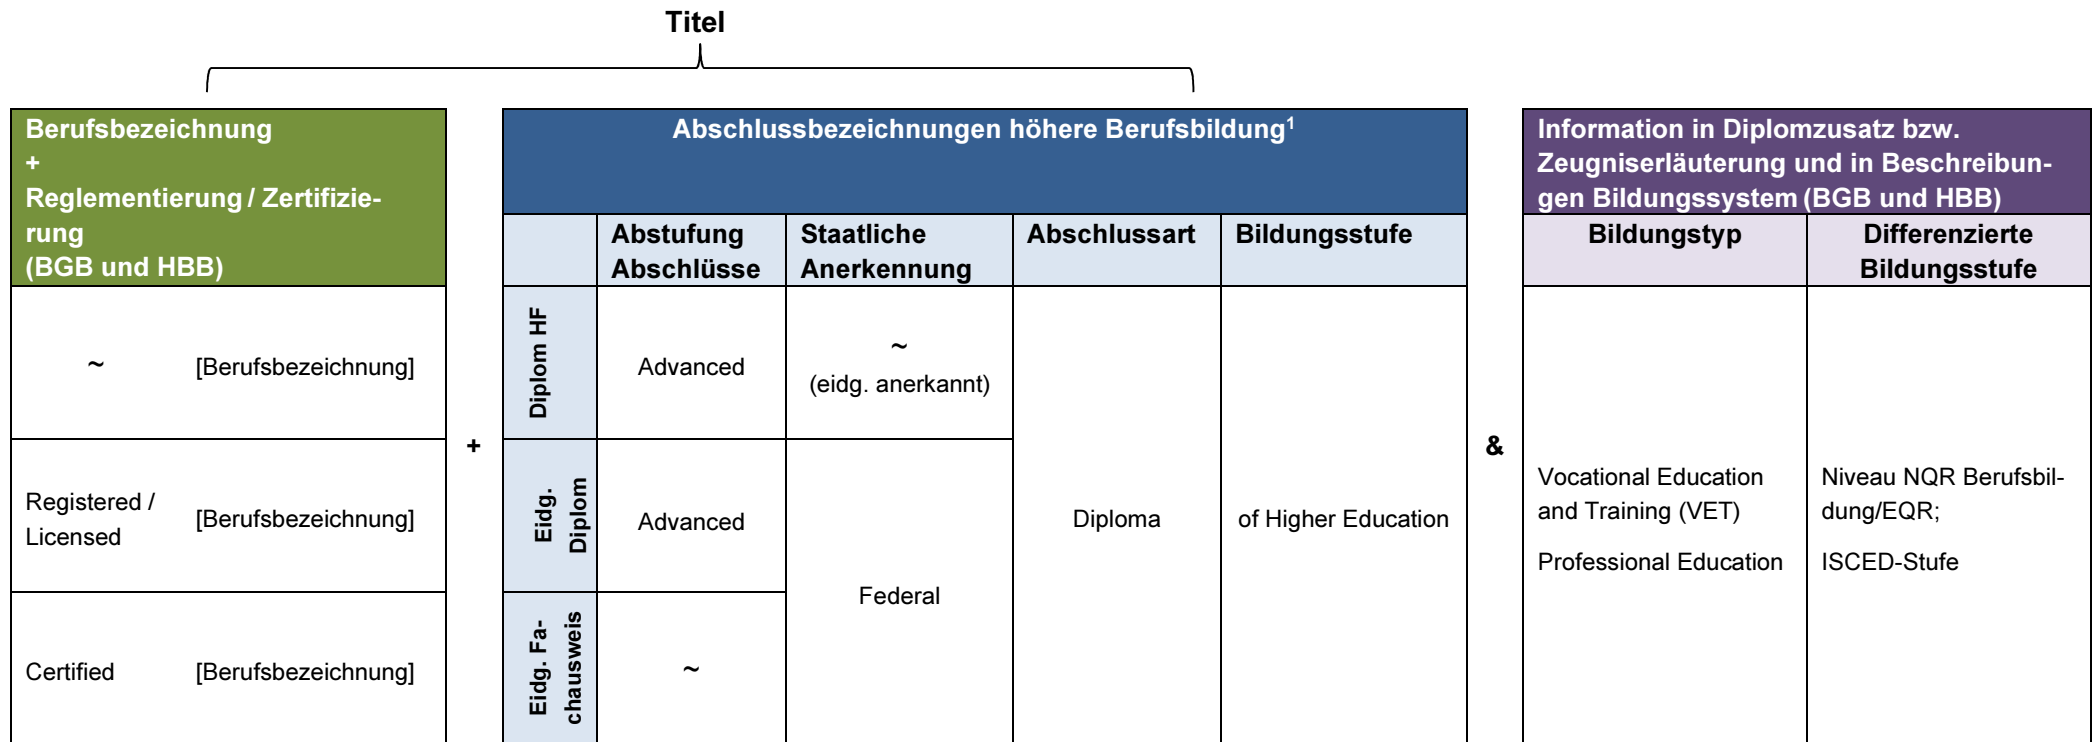 Titel
Berufsbezeichnung
+
Reglementierung / Zertifizie-
rung
(BGB und HBB)
~ [Berufsbezeichnung]
Registered /
Licensed
[Berufsbezeichnung]
Certified [Berufsbezeichnung]
+
Abschlussbezeichnungen höhere Berufsbildung¹
Abstufung
Abschlüsse
Staatliche
Anerkennung
Abschlussart
Bildungsstufe
Diplom HF
Advanced
~
(eidg. anerkannt)
Eidg.
Diplom
Advanced
Federal
Eidg. Fa-
chausweis
~
Diploma
of Higher Education
&
Information in Diplomzusatz bzw.
Zeugniserläuterung und in Beschreibun-
gen Bildungssystem (BGB und HBB)
Bildungstyp
Differenzierte
Bildungsstufe
Vocational Education
and Training (VET)
Professional Education
Niveau NQR Berufsbil-
dung/EQR;
ISCED-Stufe